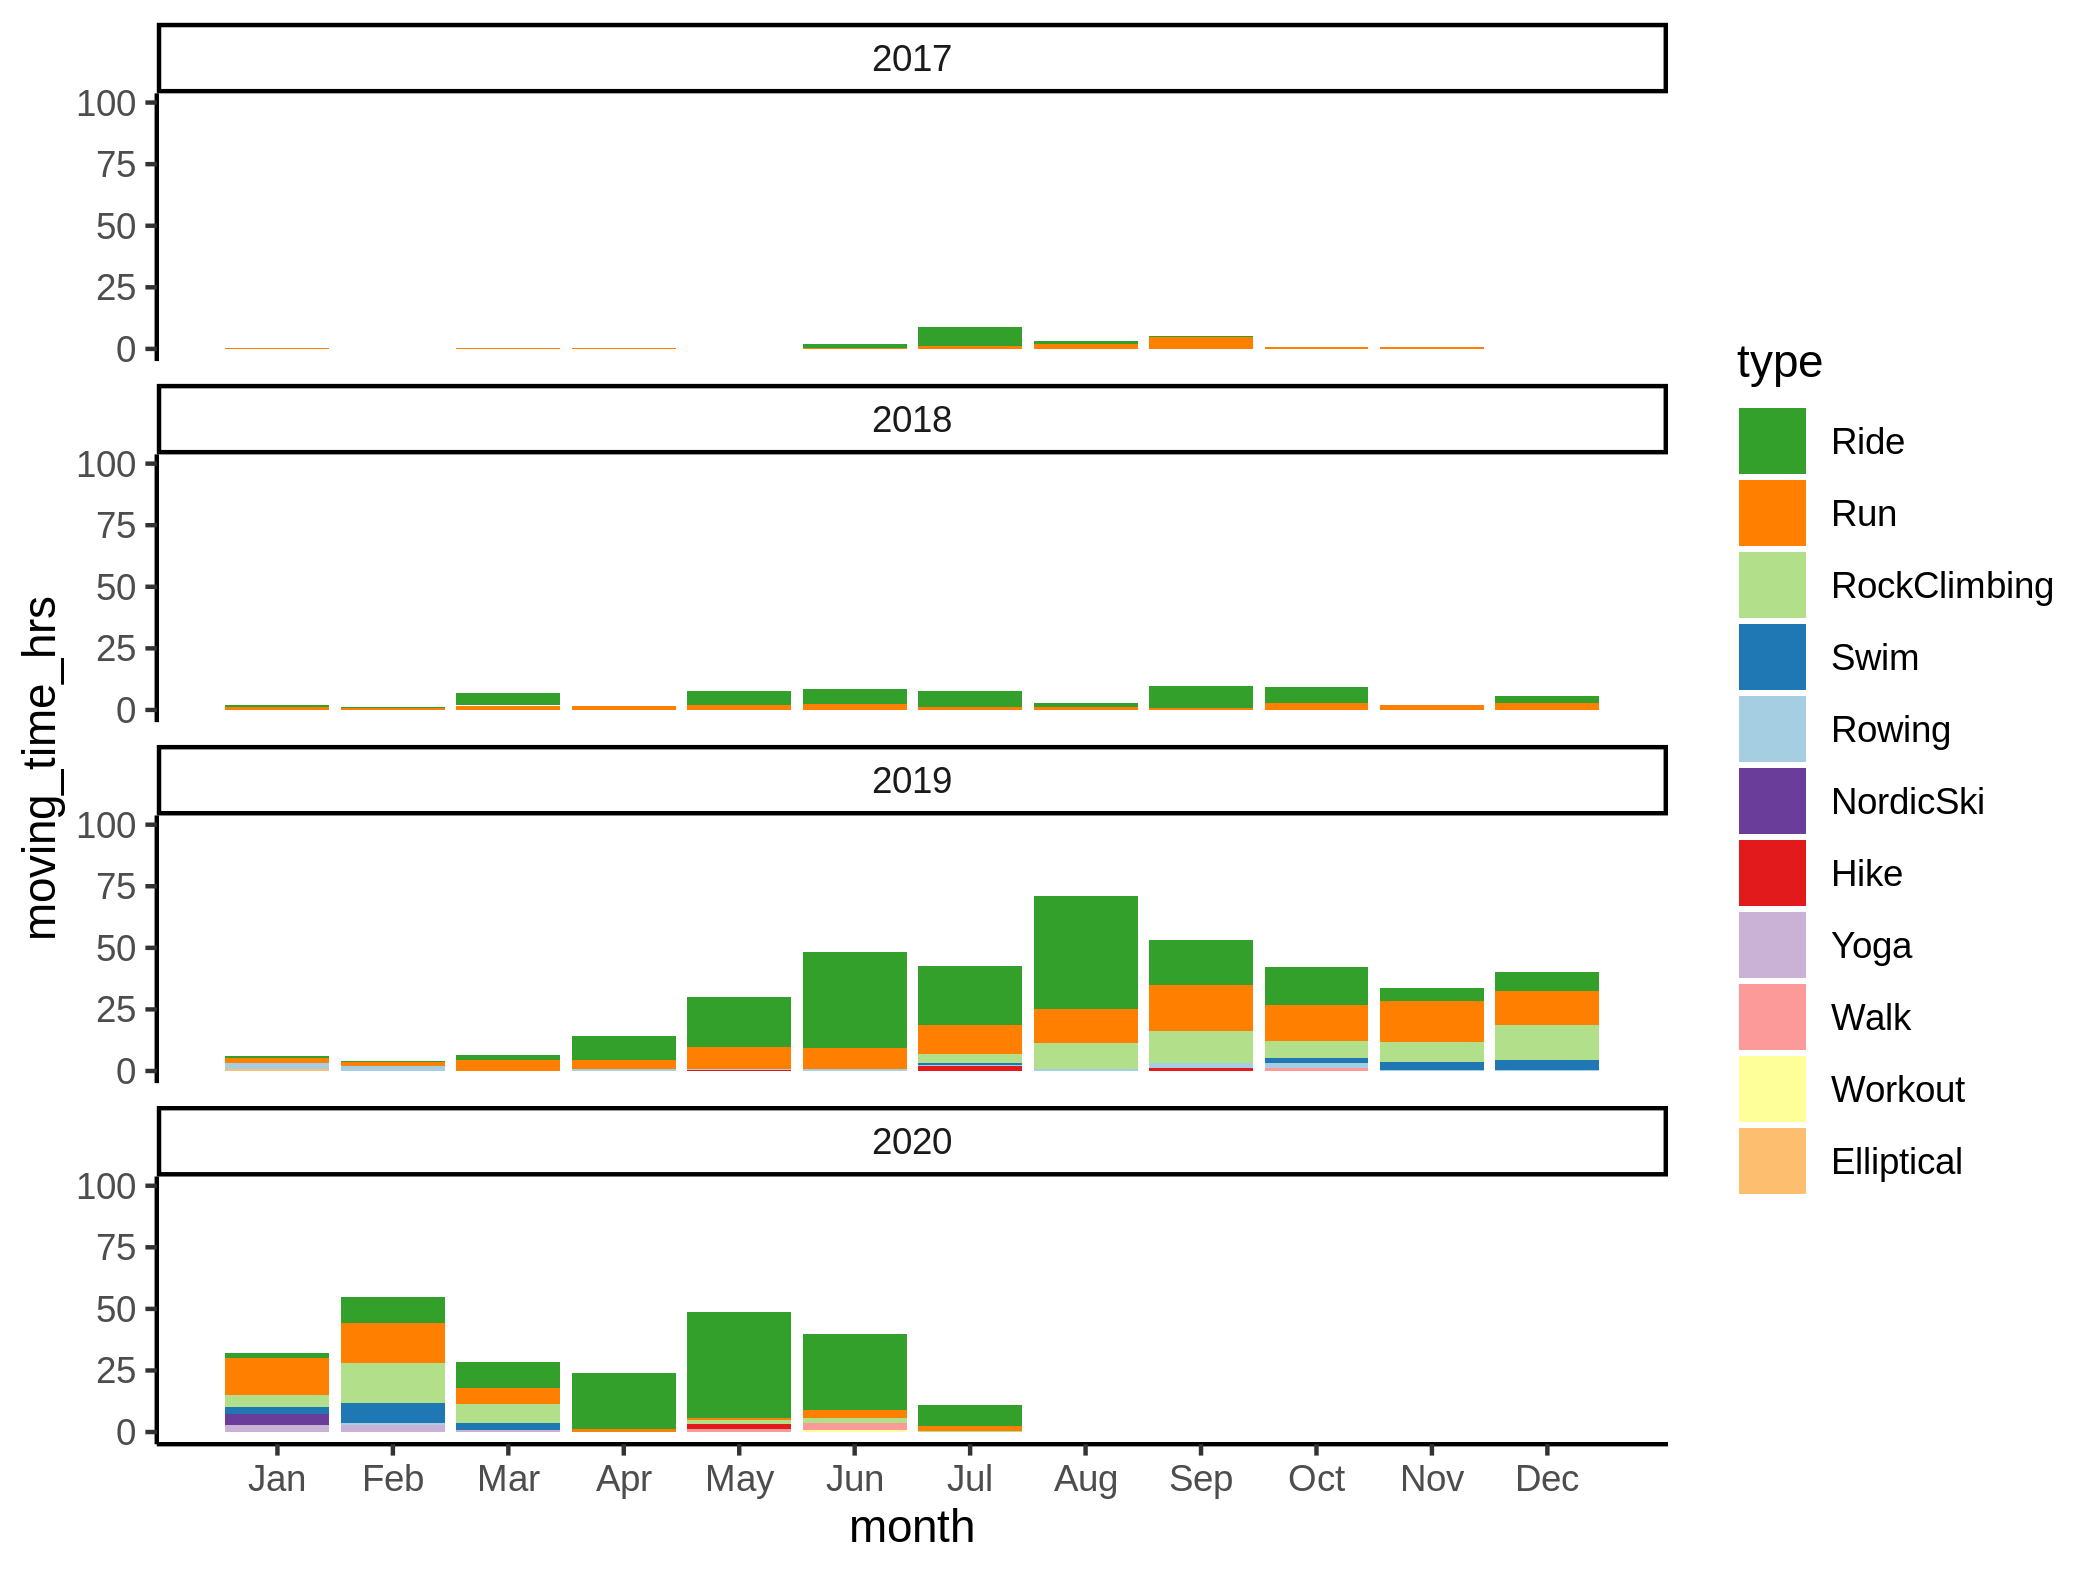 2017
100
75
50
25
0
2018
100
75
50
25
0
2019
100
75
50
25
0
2020
100
75
50
25
0
Jan Feb Mar Apr May Jun Jul Aug Sep Oct Nov Dec
month
moving_time_hrs
type
Ride
Run
RockClimbing
Swim
Rowing
NordicSki
Hike
Yoga
Walk
Workout
Elliptical